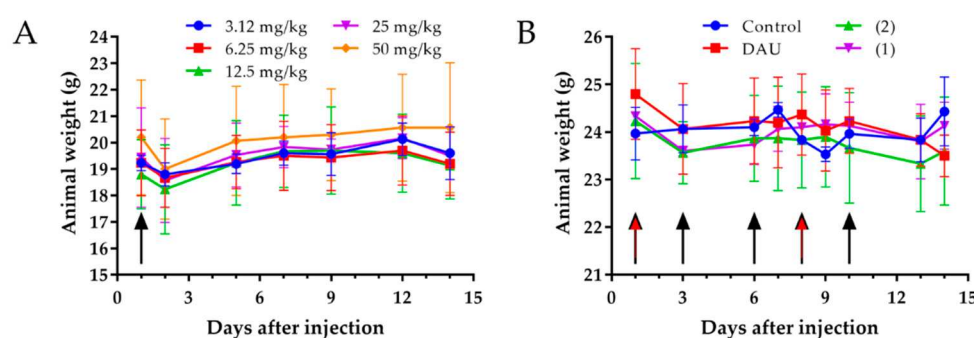 A
3.12 mg/kg
6.25 mg/kg
12.5 mg/kg
25 mg/kg
50 mg/kg
Animal weight (g)
24
23
22
21
20
19
18
17
16
15
0
3
6
9
12
15
Days after injection
B
Control
DAU
(2)
(1)
Animal weight (g)
26
25
24
23
22
21
0
3
6
9
12
15
Days after injection